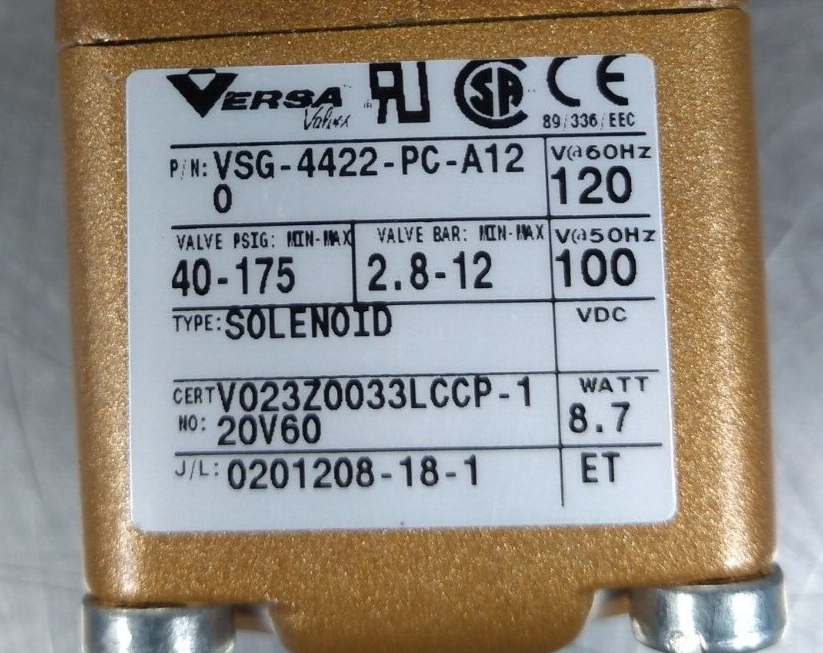 VERSA
Valves
89/336/EEC
P/N: VSG-4422-PC-A12
0
V@60HZ
120
VALVE PSIG: MIN-MAX
40-175
VALVE BAR: MIN-MAX
2.8-12
V@50HZ
100
TYPE: SOLENOID
VDC
CERT NO: V023Z0033LCCP-1
20V60
WATT
8.7
J/L: 0201208-18-1
ET